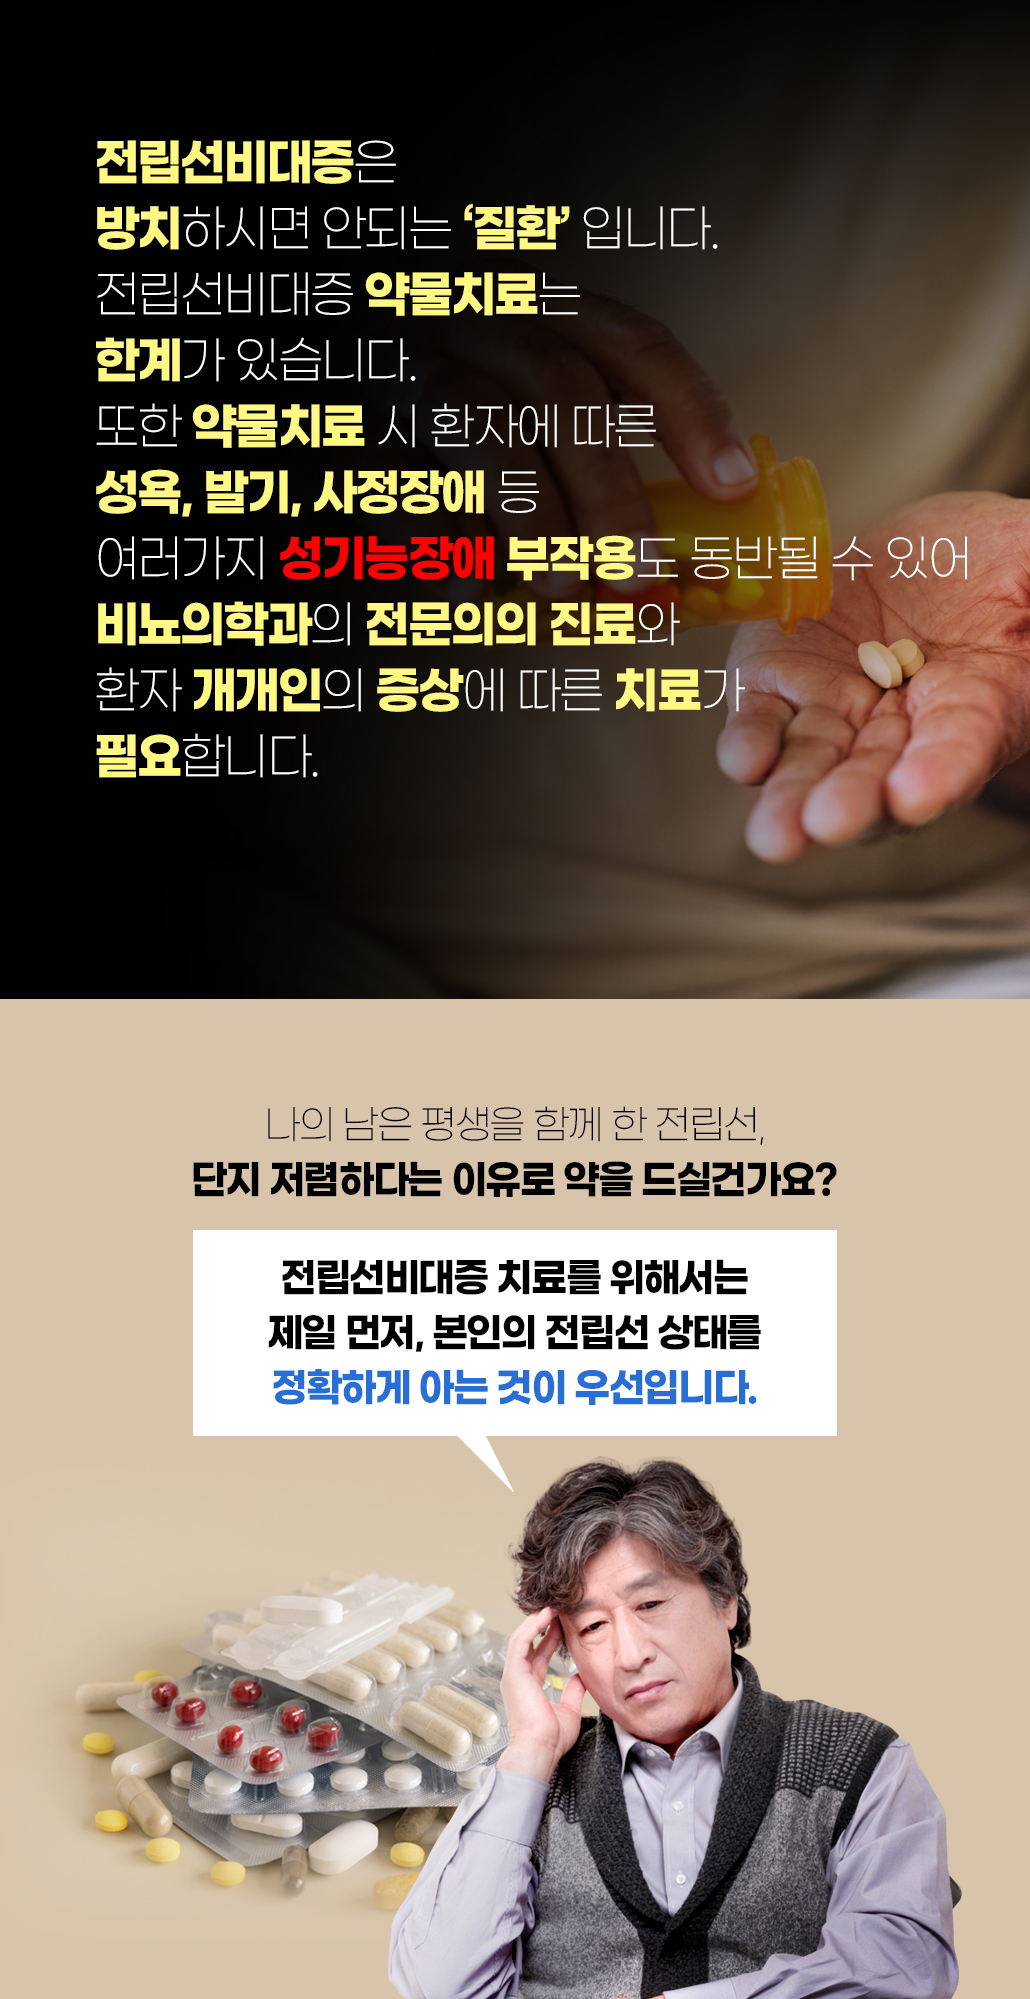 전립선비대증은
방치하시면 안되는 ‘질환’ 입니다.
전립선비대증 약물치료는
한계가 있습니다.
또한 약물치료 시 환자에 따른
성욕, 발기, 사정장애 등
여러가지 성기능장애 부작용도 동반될 수 있어
비뇨의학과의 전문의의 진료와
환자 개개인의 증상에 따른 치료가
필요합니다.
나의 남은 평생을 함께 한 전립선,
단지 저렴하다는 이유로 약을 드실건가요?
전립선비대증 치료를 위해서는
제일 먼저, 본인의 전립선 상태를
정확하게 아는 것이 우선입니다.